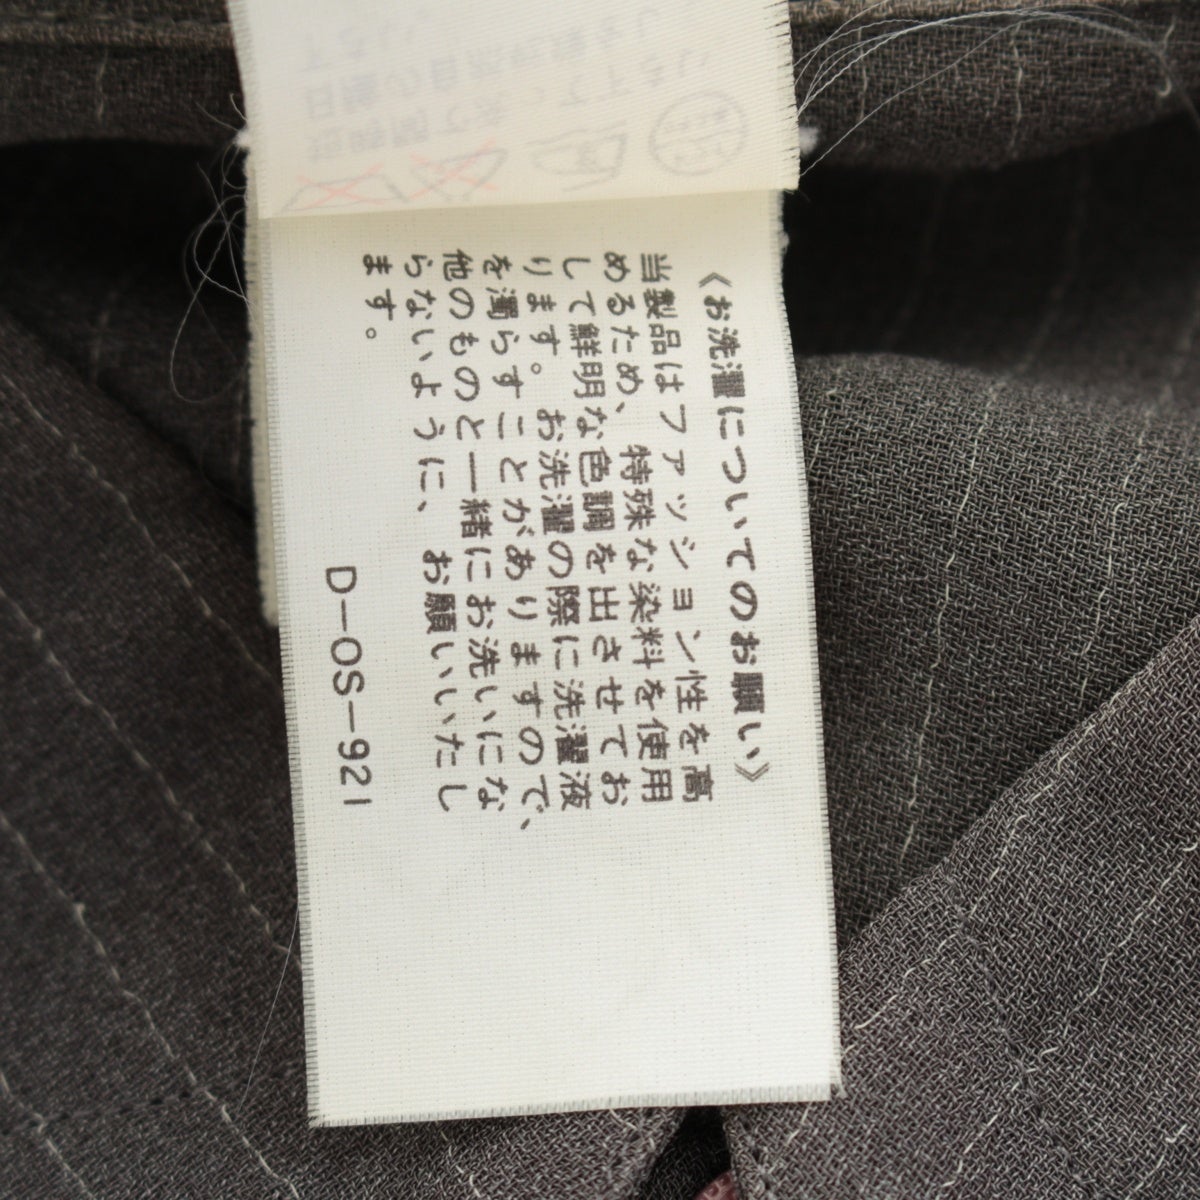 《お洗濯についてのお願い》
当製品はファッション性を高
めるため、特殊な染料を使用
して鮮明な色調を出させてお
ります。お洗濯の際に洗濯液
を濁らすことがありますので、
他のものと一緒にお洗いにな
らないように、お願いいたし
ます。
D-OS-921